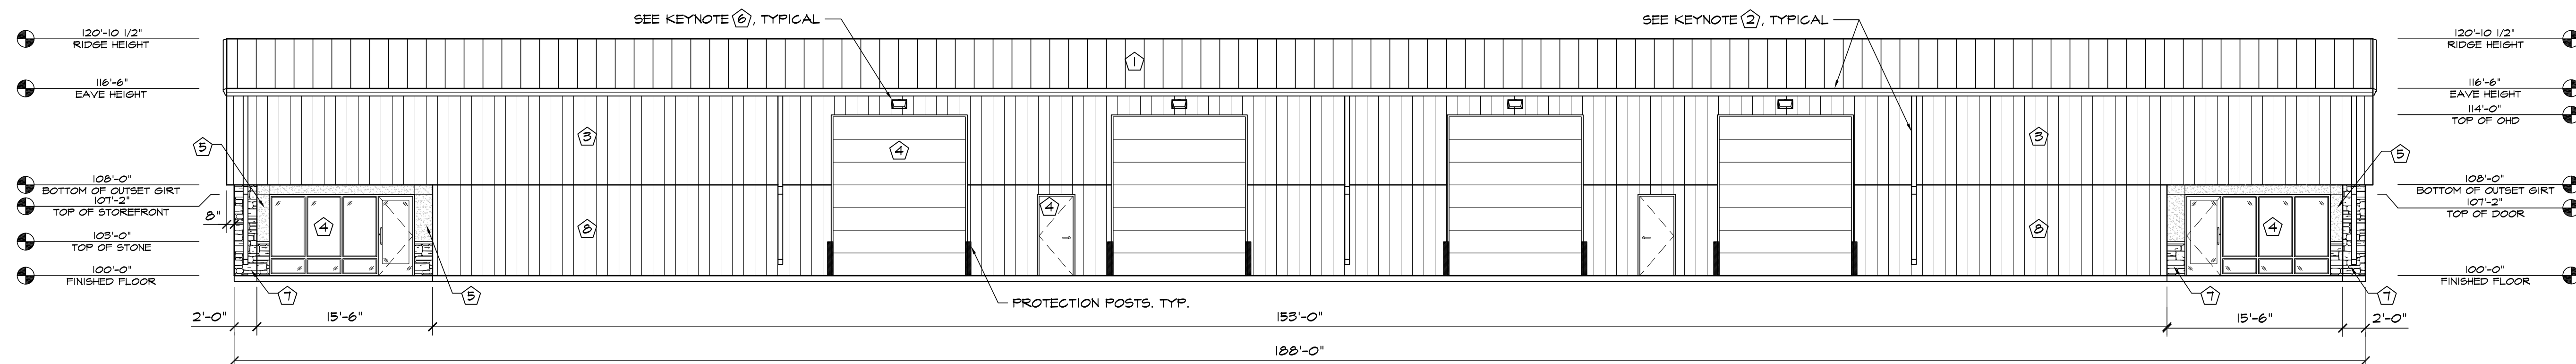 SEE KEYNOTE 6, TYPICAL
SEE KEYNOTE 2, TYPICAL
120'-10 1/2"
RIDGE HEIGHT
116'-6"
EAVE HEIGHT
108'-0"
BOTTOM OF OUTSET GIRT
107'-2"
TOP OF STOREFRONT
8"
103'-0"
TOP OF STONE
100'-0"
FINISHED FLOOR
1
5
3
4
3
5
4
8
4
8
4
7
5
7
7
PROTECTION POSTS. TYP.
120'-10 1/2"
RIDGE HEIGHT
116'-6"
EAVE HEIGHT
114'-0"
TOP OF OHD
108'-0"
BOTTOM OF OUTSET GIRT
107'-2"
TOP OF DOOR
100'-0"
FINISHED FLOOR
2'-0"
15'-6"
153'-0"
15'-6"
2'-0"
188'-0"